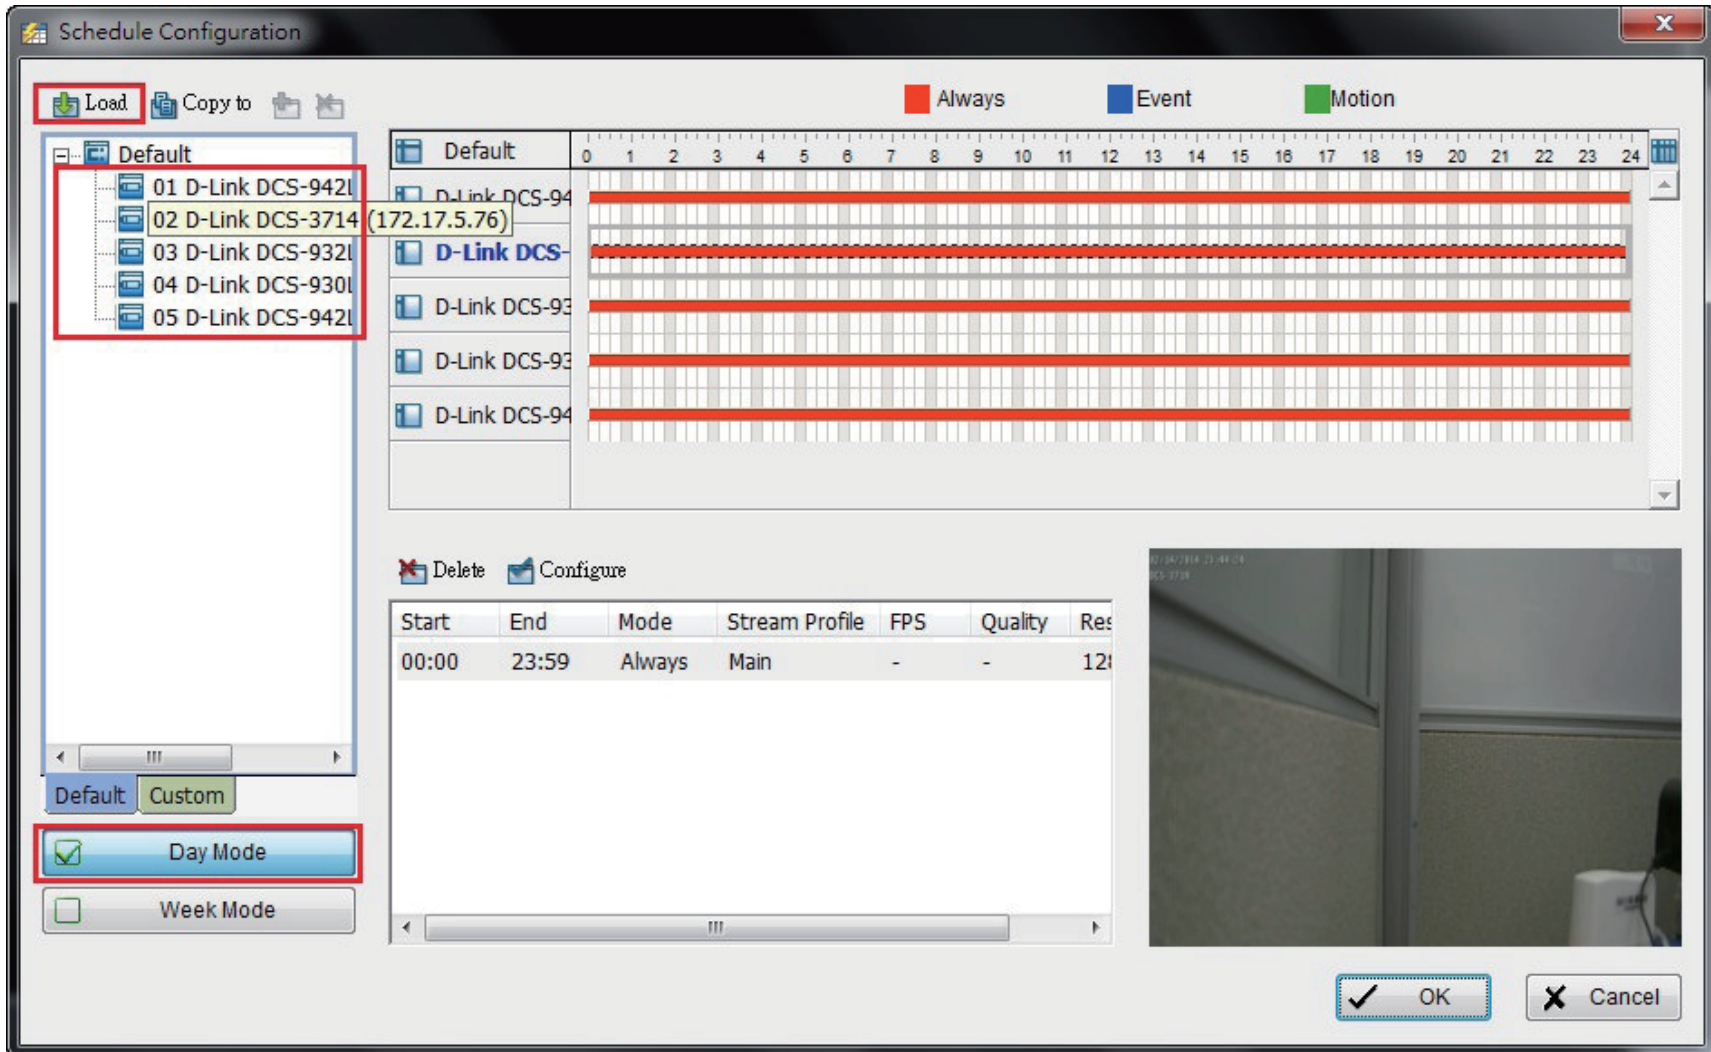 Schedule Configuration
Load Copy to
Always Event Motion
Default
01 D-Link DCS-942L
02 D-Link DCS-3714 (172.17.5.76)
03 D-Link DCS-932L
04 D-Link DCS-930L
05 D-Link DCS-942L
Default Custom
Day Mode
Week Mode
Default 0 1 2 3 4 5 6 7 8 9 10 11 12 13 14 15 16 17 18 19 20 21 22 23 24
D-Link DCS-94
D-Link DCS-
D-Link DCS-93
D-Link DCS-93
D-Link DCS-94
Delete Configure
Start End Mode Stream Profile FPS Quality Res
00:00 23:59 Always Main - - 128
DCS-3714
OK Cancel